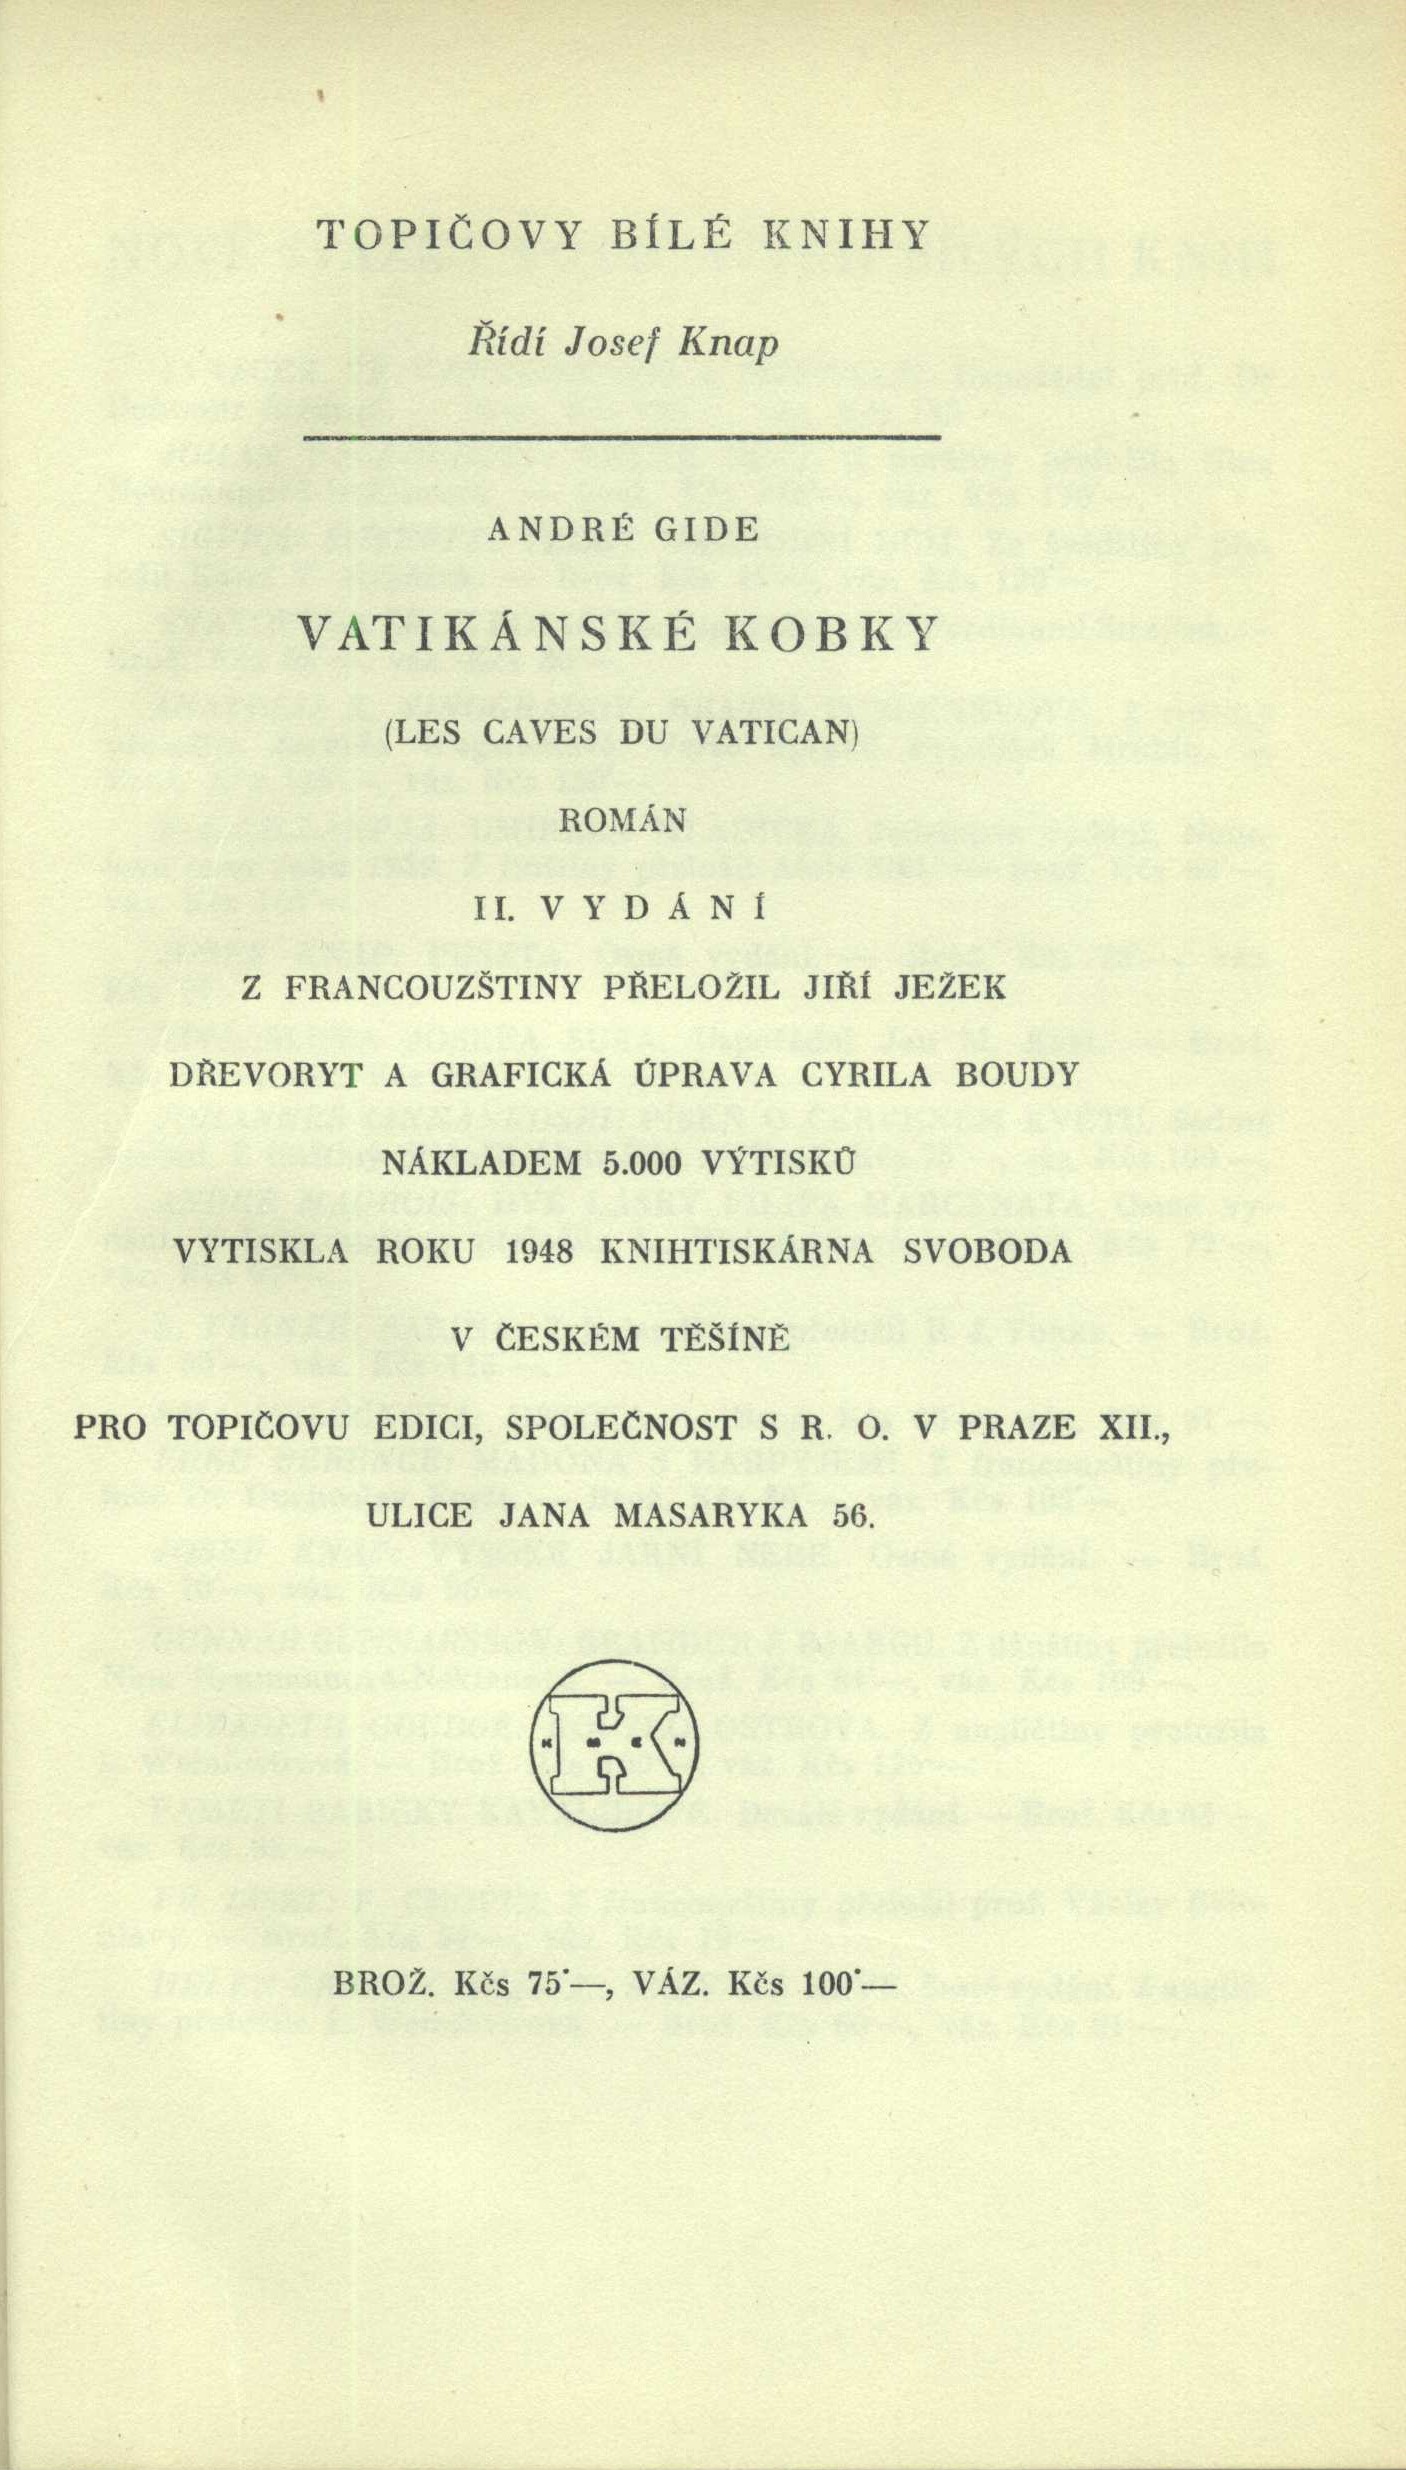 TOPIČOVY BÍLÉ KNIHY
Řídí Josef Knap
ANDRÉ GIDE
VATIKÁNSKÉ KOBKY
(LES CAVES DU VATICAN)
ROMÁN
II. VYDÁNÍ
Z FRANCOUZŠTINY PŘELOŽIL JIŘÍ JEŽEK
DŘEVORYT A GRAFICKÁ ÚPRAVA CYRILA BOUDY
NÁKLADEM 5.000 VÝTISKŮ
VYTISKLA ROKU 1948 KNIHTISKÁRNA SVOBODA
V ČESKÉM TĚŠÍNĚ
PRO TOPIČOVU EDICI, SPOLEČNOST S R. O. V PRAZE XII.,
ULICE JANA MASARYKA 56.
BROŽ. Kčs 75·—, VÁZ. Kčs 100·—